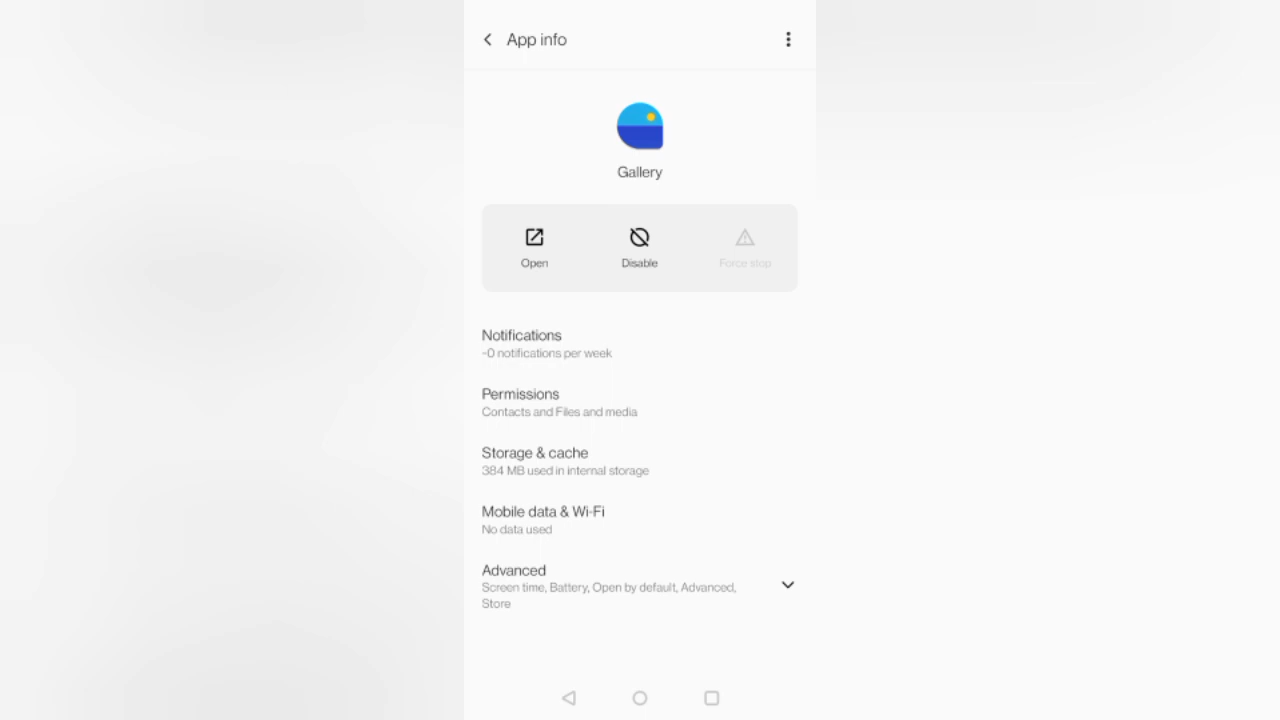 App info
Gallery
Open
Disable
Force stop
Notifications
~0 notifications per week
Permissions
Contacts and Files and media
Storage & cache
384 MB used in internal storage
Mobile data & Wi-Fi
No data used
Advanced
Screen time, Battery, Open by default, Advanced,
Store